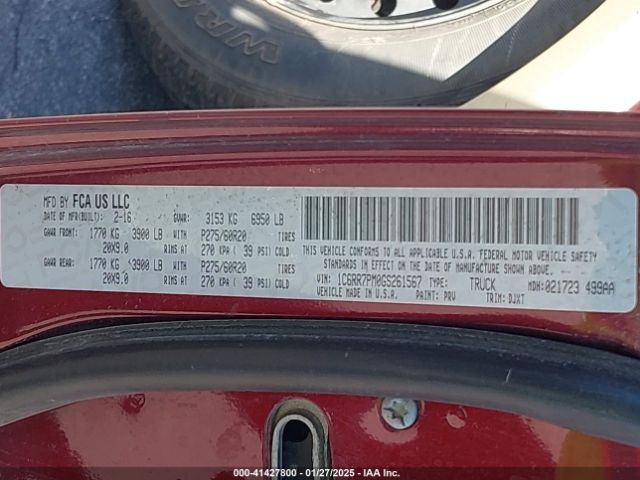 WRA
MFD BY FCA US LLC
DATE OF MFR(BUILT): 2-16 GVWR: 3153 KG 6950 LB
GAWR FRONT: 1770 KG 3900 LB WITH P275/60R20 TIRES
20X9.0 RIMS AT 270 KPA ( 39 PSI) COLD
GAWR REAR: 1770 KG 3900 LB WITH P275/60R20 TIRES
20X9.0 RIMS AT 270 KPA ( 39 PSI) COLD
THIS VEHICLE CONFORMS TO ALL APPLICABLE U.S.A. FEDERAL MOTOR VEHICLE SAFETY,
BUMPER, AND THEFT PREVENTION STANDARDS IN EFFECT ON THE DATE OF MANUFACTURE SHOWN ABOVE.
VIN: 1C6RR7PM0GS261567 TYPE: TRUCK MDH: 021723 499AA
VEHICLE MADE IN U.S.A. PAINT: PRV TRIM: DJXT
000-41427800 - 01/27/2025 - IAA Inc.